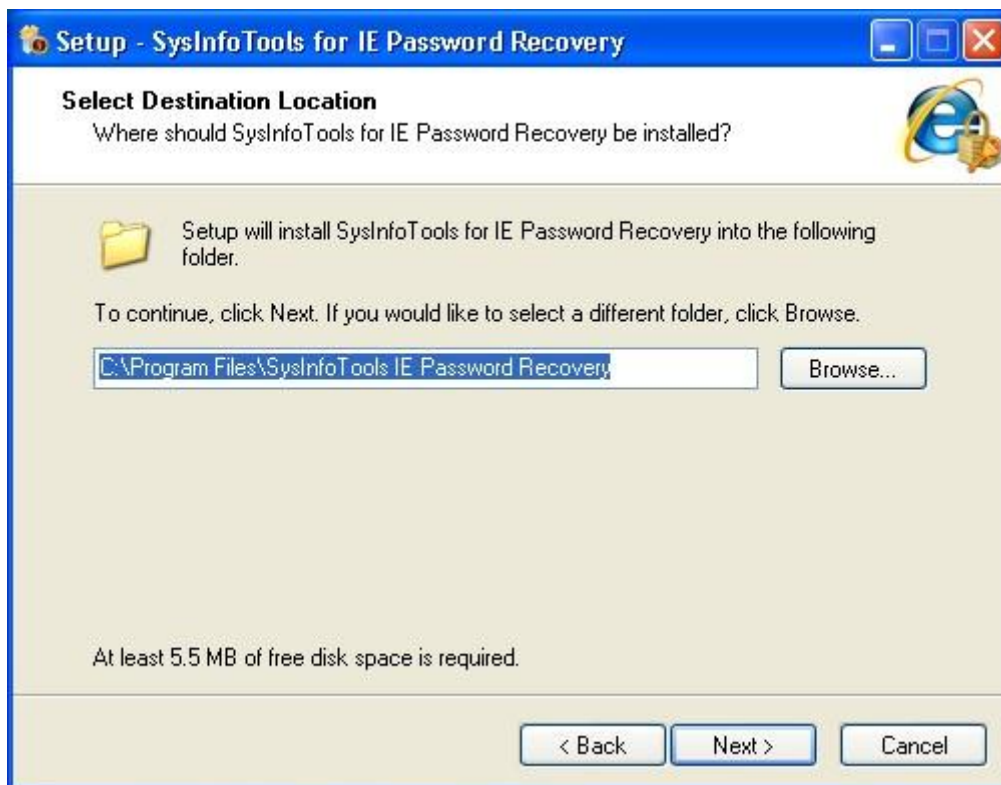 Setup - SysInfoTools for IE Password Recovery
Select Destination Location
Where should SysInfoTools for IE Password Recovery be installed?
Setup will install SysInfoTools for IE Password Recovery into the following
folder.
To continue, click Next. If you would like to select a different folder, click Browse.
C:\Program Files\SysInfoTools IE Password Recovery
Browse...
At least 5.5 MB of free disk space is required.
< Back
Next >
Cancel